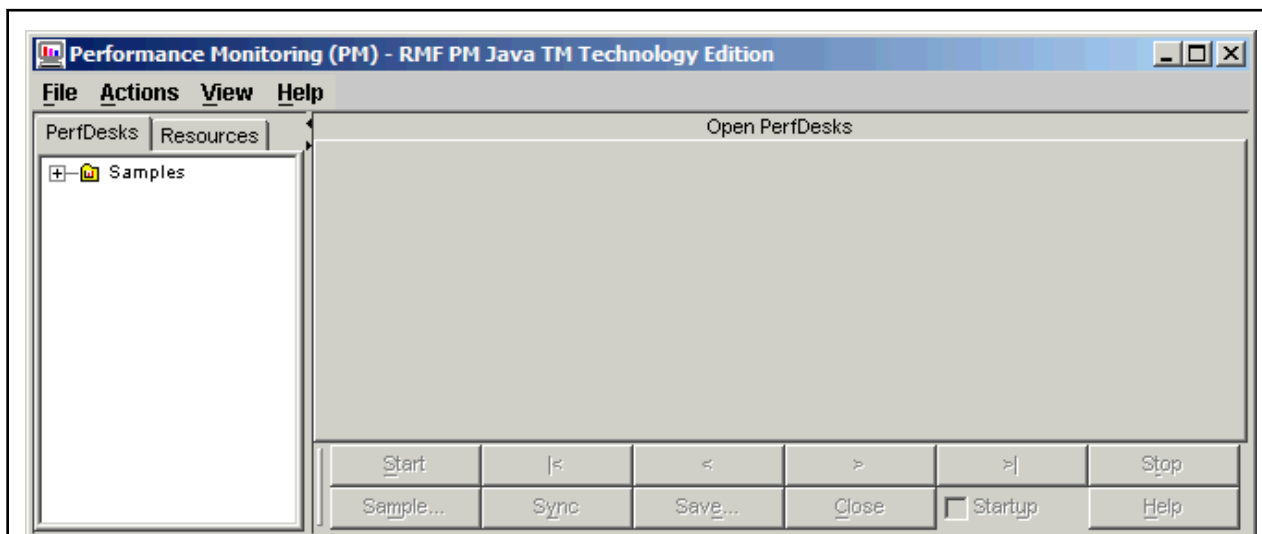 Performance Monitoring (PM) - RMF PM Java TM Technology Edition
File Actions View Help
PerfDesks Resources
Open PerfDesks
Samples
Start |< < > >| Stop
Sample... Sync Save... Close Startup Help